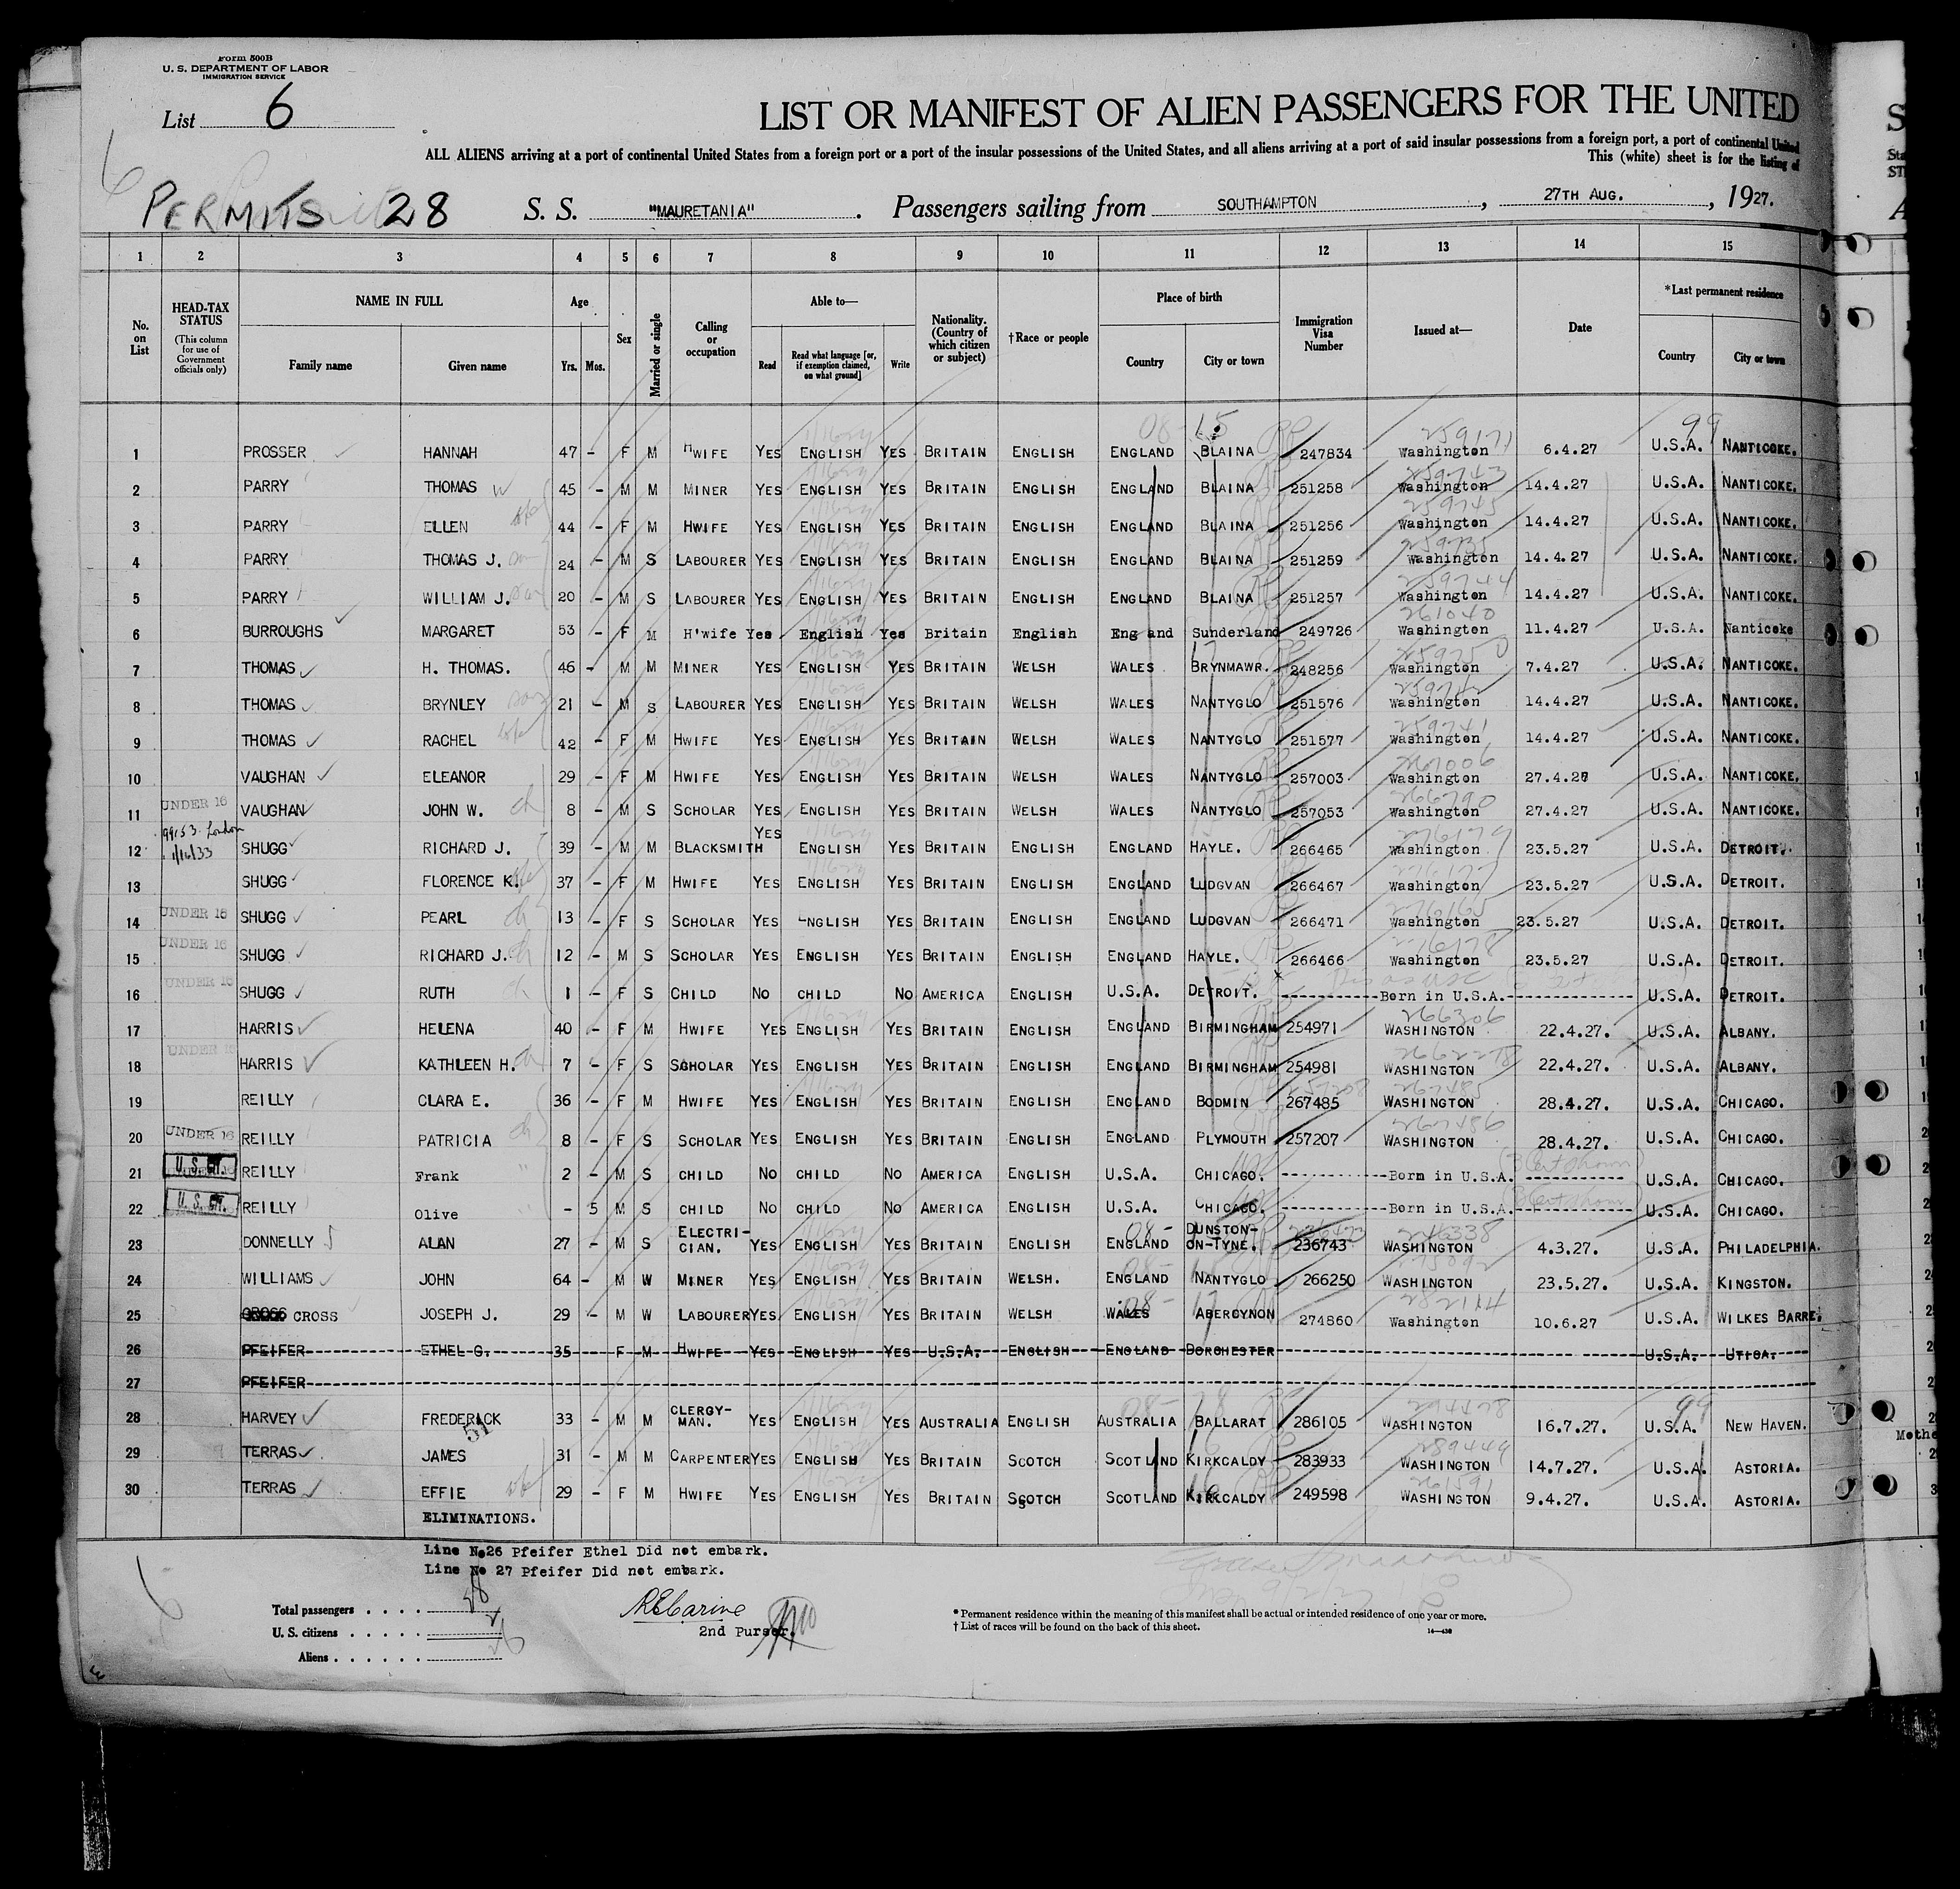 Form 500B
U. S. DEPARTMENT OF LABOR
IMMIGRATION SERVICE
List 6
LIST OR MANIFEST OF ALIEN PASSENGERS FOR THE UNITED
ALL ALIENS arriving at a port of continental United States from a foreign port or a port of the insular possessions of the United States, and all aliens arriving at a port of said insular possessions from a foreign port, a port of continental United
This (white) sheet is for the listing of
6
PERMITS 28 S. S. "MAURETANIA". Passengers sailing from SOUTHAMPTON, 27TH AUG., 1927.
1 2 3 4 5 6 7 8 9 10 11 12 13 14 15
No. on List HEAD-TAX STATUS (This column for use of Government officials only) NAME IN FULL Family name Given name Age Yrs. Mos. Sex Married or single Calling or occupation Able to— Read Read what language [or, if exemption claimed, on what ground] Write Nationality. (Country of which citizen or subject) †Race or people Place of birth Country City or town Immigration Visa Number Issued at— Date *Last permanent residence Country City or town
08- 15 99
1 PROSSER HANNAH 47 - F M HWIFE YES ENGLISH YES BRITAIN ENGLISH ENGLAND BLAINA 247834 Washington 6.4.27 U.S.A. NANTICOKE.
2 PARRY THOMAS 45 - M M MINER YES ENGLISH YES BRITAIN ENGLISH ENGLAND BLAINA 251258 Washington 14.4.27 U.S.A. NANTICOKE.
3 PARRY ELLEN 44 - F M HWIFE YES ENGLISH YES BRITAIN ENGLISH ENGLAND BLAINA 251256 Washington 14.4.27 U.S.A. NANTICOKE.
4 PARRY THOMAS J. 24 - M S LABOURER YES ENGLISH YES BRITAIN ENGLISH ENGLAND BLAINA 251259 Washington 14.4.27 U.S.A. NANTICOKE.
5 PARRY WILLIAM J. 20 - M S LABOURER YES ENGLISH YES BRITAIN ENGLISH ENGLAND BLAINA 251257 Washington 14.4.27 U.S.A. NANTICOKE.
6 BURROUGHS MARGARET 53 - F M H'wife Yes English Yes Britain English Eng and Sunderland 249726 Washington 11.4.27 U.S.A. Nanticoke
7 THOMAS H. THOMAS. 46 - M M MINER YES ENGLISH YES BRITAIN WELSH WALES BRYNMAWR. 248256 Washington 7.4.27 U.S.A. NANTICOKE.
8 THOMAS BRYNLEY 21 - M S LABOURER YES ENGLISH YES BRITAIN WELSH WALES NANTYGLO 251576 Washington 14.4.27 U.S.A. NANTICOKE.
9 THOMAS RACHEL 42 - F M HWIFE YES ENGLISH YES BRITAIN WELSH WALES NANTYGLO 251577 Washington 14.4.27 U.S.A. NANTICOKE.
10 VAUGHAN ELEANOR 29 - F M HWIFE YES ENGLISH YES BRITAIN WELSH WALES NANTYGLO 257003 Washington 27.4.27 U.S.A. NANTICOKE.
11 UNDER 16 VAUGHAN JOHN W. ch 8 - M S SCHOLAR YES ENGLISH YES BRITAIN WELSH WALES NANTYGLO 257053 Washington 27.4.27 U.S.A. NANTICOKE.
12 SHUGG RICHARD J. 39 - M M BLACKSMITH YES ENGLISH YES BRITAIN ENGLISH ENGLAND HAYLE. 266465 Washington 23.5.27 U.S.A. DETROIT.
13 SHUGG FLORENCE K. 37 - F M HWIFE YES ENGLISH YES BRITAIN ENGLISH ENGLAND LUDGVAN 266467 Washington 23.5.27 U.S.A. DETROIT.
14 UNDER 16 SHUGG PEARL ch 13 - F S SCHOLAR YES ENGLISH YES BRITAIN ENGLISH ENGLAND LUDGVAN 266471 Washington 23.5.27 U.S.A. DETROIT.
15 UNDER 16 SHUGG RICHARD J. ch 12 - M S SCHOLAR YES ENGLISH YES BRITAIN ENGLISH ENGLAND HAYLE. 266466 Washington 23.5.27 U.S.A. DETROIT.
16 UNDER 16 SHUGG RUTH ch 1 - F S CHILD NO CHILD NO AMERICA ENGLISH U.S.A. DETROIT. Born in U.S.A. U.S.A. DETROIT.
17 HARRIS HELENA 40 - F M HWIFE YES ENGLISH YES BRITAIN ENGLISH ENGLAND BIRMINGHAM 254971 WASHINGTON 22.4.27. U.S.A. ALBANY.
18 UNDER 16 HARRIS KATHLEEN H. ch 7 - F S SCHOLAR YES ENGLISH YES BRITAIN ENGLISH ENGLAND BIRMINGHAM 254981 WASHINGTON 22.4.27. U.S.A. ALBANY.
19 REILLY CLARA E. 36 - F M HWIFE YES ENGLISH YES BRITAIN ENGLISH ENGLAND BODMIN 267485 WASHINGTON 28.4.27. U.S.A. CHICAGO.
20 UNDER 16 REILLY PATRICIA ch 8 - F S SCHOLAR YES ENGLISH YES BRITAIN ENGLISH ENGLAND PLYMOUTH 257207 WASHINGTON 28.4.27. U.S.A. CHICAGO.
21 U.S. CIT. REILLY Frank 2 - M S CHILD NO CHILD NO AMERICA ENGLISH U.S.A. CHICAGO. Born in U.S.A. U.S.A. CHICAGO.
22 U.S. CIT. REILLY Olive - 5 M S CHILD NO CHILD NO AMERICA ENGLISH U.S.A. CHICAGO. Born in U.S.A. U.S.A. CHICAGO.
23 DONNELLY ALAN 27 - M S ELECTRI-CIAN. YES ENGLISH YES BRITAIN ENGLISH ENGLAND DUNSTON-ON-TYNE. 236743 WASHINGTON 4.3.27. U.S.A. PHILADELPHIA.
24 WILLIAMS JOHN 64 - M W MINER YES ENGLISH YES BRITAIN WELSH. ENGLAND NANTYGLO 266250 WASHINGTON 23.5.27. U.S.A. KINGSTON.
25 CROSS JOSEPH J. 29 - M W LABOURER YES ENGLISH YES BRITAIN WELSH WALES ABERCYNON 274860 Washington 10.6.27 U.S.A. WILKES BARRE.
26 PFEIFER ETHEL G. 35 - F M HWIFE YES ENGLISH YES U.S.A. ENGLISH ENGLAND DORCHESTER U.S.A. UTICA.
27 PFEIFER
28 HARVEY FREDERICK 33 - M M CLERGY-MAN. YES ENGLISH YES AUSTRALIA ENGLISH AUSTRALIA BALLARAT 286105 WASHINGTON 16.7.27. U.S.A. NEW HAVEN.
29 TERRAS JAMES 31 - M M CARPENTER YES ENGLISH YES BRITAIN SCOTCH SCOTLAND KIRKCALDY 283933 WASHINGTON 14.7.27. U.S.A. ASTORIA.
30 TERRAS EFFIE 29 - F M HWIFE YES ENGLISH YES BRITAIN SCOTCH SCOTLAND KIRKCALDY 249598 WASHINGTON 9.4.27. U.S.A. ASTORIA.
ELIMINATIONS.
Line No26 Pfeifer Ethel Did not embark.
Line No 27 Pfeifer Did not embark.
Total passengers 28
U. S. citizens 2
Aliens 26
2nd Purser.
* Permanent residence within the meaning of this manifest shall be actual or intended residence of one year or more.
† List of races will be found on the back of this sheet.
14—430